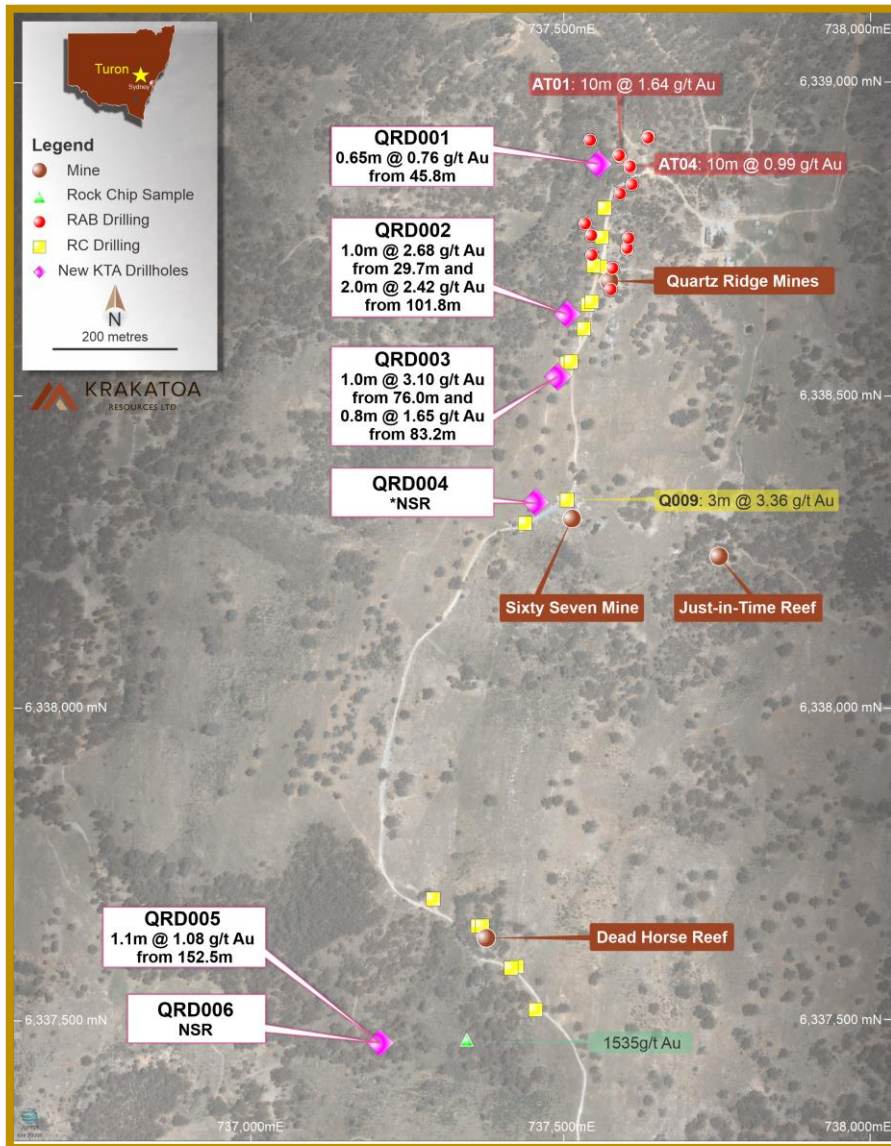 737,500mE
738,000mE
Turon
Sydney
Legend
Mine
Rock Chip Sample
RAB Drilling
RC Drilling
New KTA Drillholes
N
200 metres
KRAKATOA
RESOURCES LTD
6,339,000 mN
AT01: 10m @ 1.64 g/t Au
QRD001
0.65m @ 0.76 g/t Au
from 45.8m
AT04: 10m @ 0.99 g/t Au
QRD002
1.0m @ 2.68 g/t Au
from 29.7m and
2.0m @ 2.42 g/t Au
from 101.8m
Quartz Ridge Mines
QRD003
1.0m @ 3.10 g/t Au
from 76.0m and
0.8m @ 1.65 g/t Au
from 83.2m
6,338,500 mN
6,338,500 mN
QRD004
*NSR
Q009: 3m @ 3.36 g/t Au
Sixty Seven Mine
Just-in-Time Reef
6,338,000 mN
6,338,000 mN
QRD005
1.1m @ 1.08 g/t Au
from 152.5m
Dead Horse Reef
QRD006
NSR
6,337,500 mN
6,337,500 mN
1535g/t Au
737,000mE
737,500mE
738,000mE